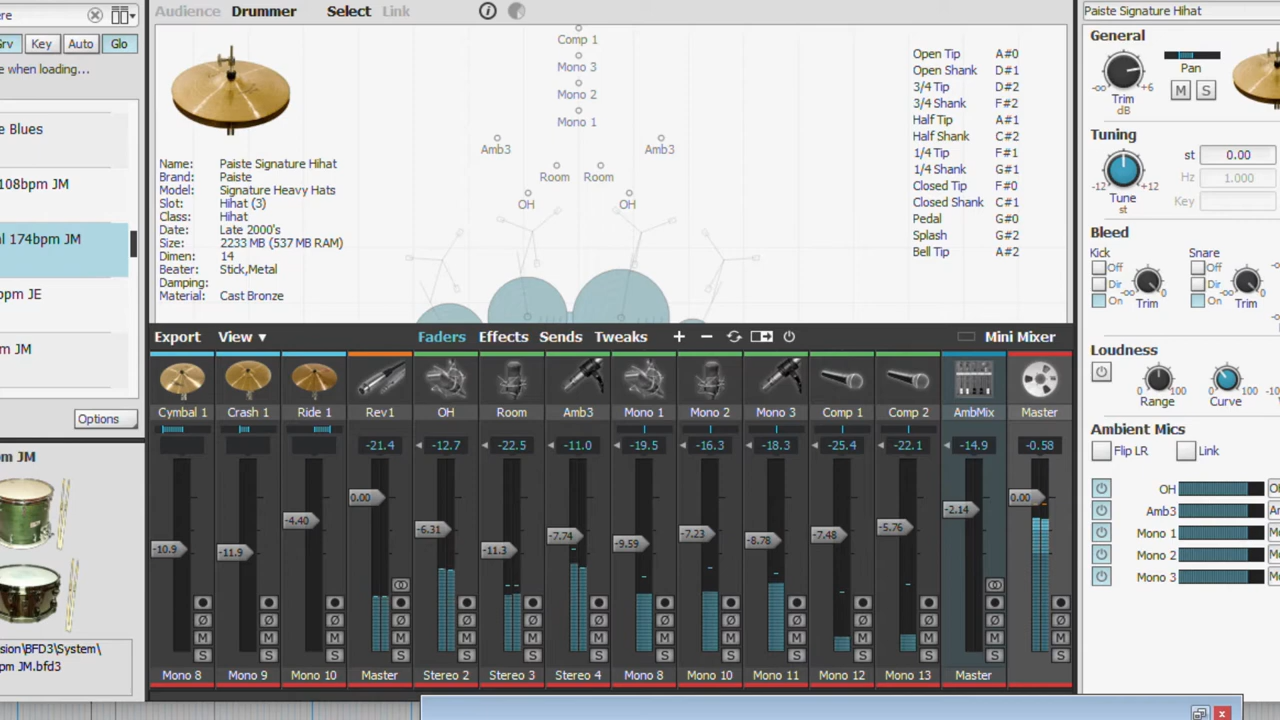 ere
Audience Drummer Select Link
Paiste Signature Hihat
Grv Key Auto Glo
e when loading...
e Blues
108bpm JM
al 174bpm JM
opm JE
m JM
Options
pm JM
sion\BFD3\System\
pm JM.bfd3
Comp 1
Mono 3
Mono 2
Mono 1
Amb3 Amb3
Room Room
OH OH
Name: Paiste Signature Hihat
Brand: Paiste
Model: Signature Heavy Hats
Slot: Hihat (3)
Class: Hihat
Date: Late 2000's
Size: 2233 MB (537 MB RAM)
Dimen: 14
Beater: Stick,Metal
Damping:
Material: Cast Bronze
Open Tip A#0
Open Shank D#1
3/4 Tip D#2
3/4 Shank F#2
Half Tip A#1
Half Shank C#2
1/4 Tip F#1
1/4 Shank G#1
Closed Tip F#0
Closed Shank C#1
Pedal G#0
Splash G#2
Bell Tip A#2
Export View Faders Effects Sends Tweaks Mini Mixer
Cymbal 1 Crash 1 Ride 1 Rev1 OH Room Amb3 Mono 1 Mono 2 Mono 3 Comp 1 Comp 2 AmbMix Master
-21.4 -12.7 -22.5 -11.0 -19.5 -16.3 -18.3 -25.4 -22.1 -14.9 -0.58
-10.9 -11.9 -4.40 0.00 -6.31 -11.3 -7.74 -9.59 -7.23 -8.78 -7.48 -5.76 -2.14 0.00
Ø Ø Ø Ø Ø Ø Ø Ø Ø Ø Ø Ø Ø Ø
M M M M M M M M M M M M M M
S S S S S S S S S S S S S S
Mono 8 Mono 9 Mono 10 Master Stereo 2 Stereo 3 Stereo 4 Mono 8 Mono 10 Mono 11 Mono 12 Mono 13 Master
General
-∞ +6
Trim
dB
Pan
M S
Tuning
-12 +12
Tune
st
st 0.00
Hz 1.000
Key
Bleed
Kick Snare
Off Off
Dir Dir
On On
-∞ 0 -∞ 0
Trim Trim
Loudness
0 100 0 100
Range Curve
Ambient Mics
Flip LR Link
OH
Amb3
Mono 1
Mono 2
Mono 3